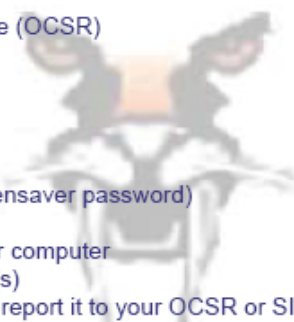 e (OCSR)
ensaver password)
r computer
s)
report it to your OCSR or SI